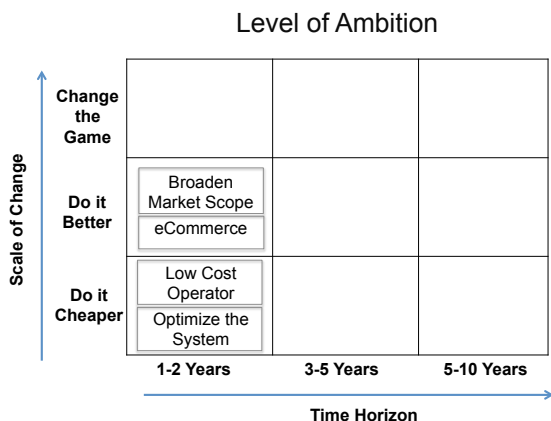 Level of Ambition
Scale of Change
Change
the
Game
Do it
Better
Broaden
Market Scope
eCommerce
Do it
Cheaper
Low Cost
Operator
Optimize the
System
1-2 Years
3-5 Years
5-10 Years
Time Horizon